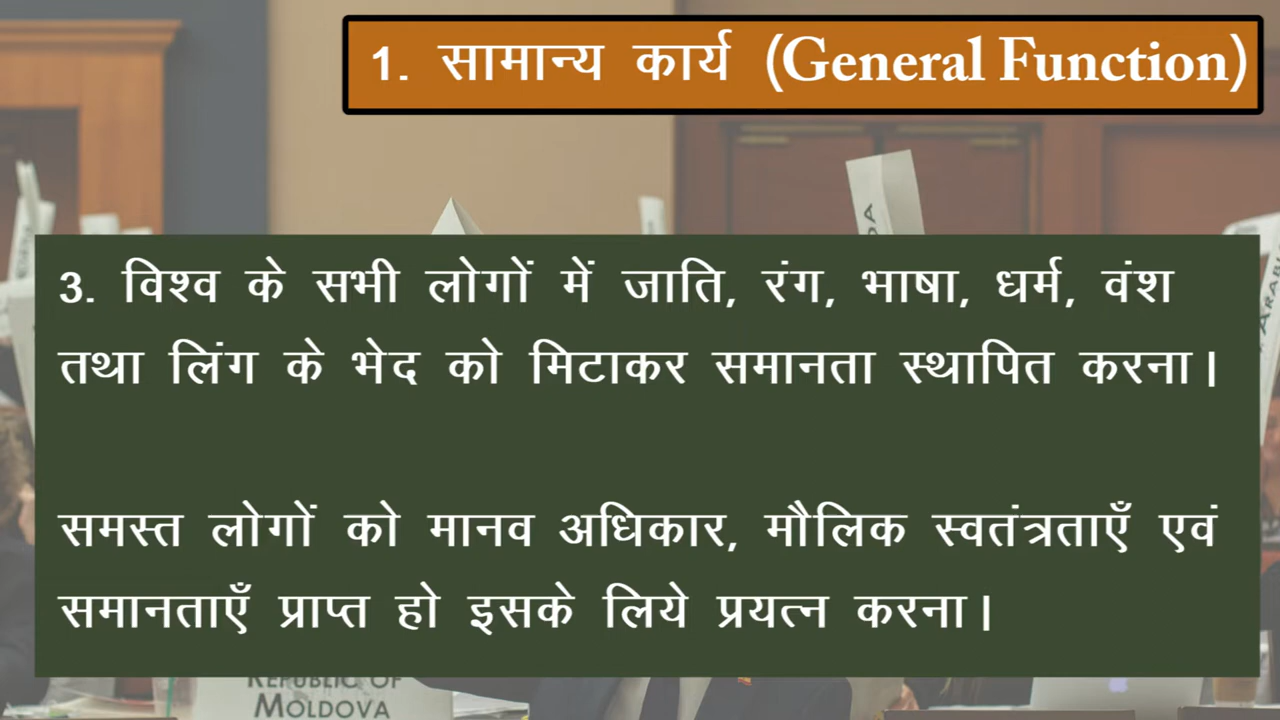 1. सामान्य कार्य (General Function)
3. विश्व के सभी लोगों में जाति, रंग, भाषा, धर्म, वंश
तथा लिंग के भेद को मिटाकर समानता स्थापित करना।
समस्त लोगों को मानव अधिकार, मौलिक स्वतंत्रताएँ एवं
समानताएँ प्राप्त हो इसके लिये प्रयत्न करना।
REPUBLIC OF
MOLDOVA